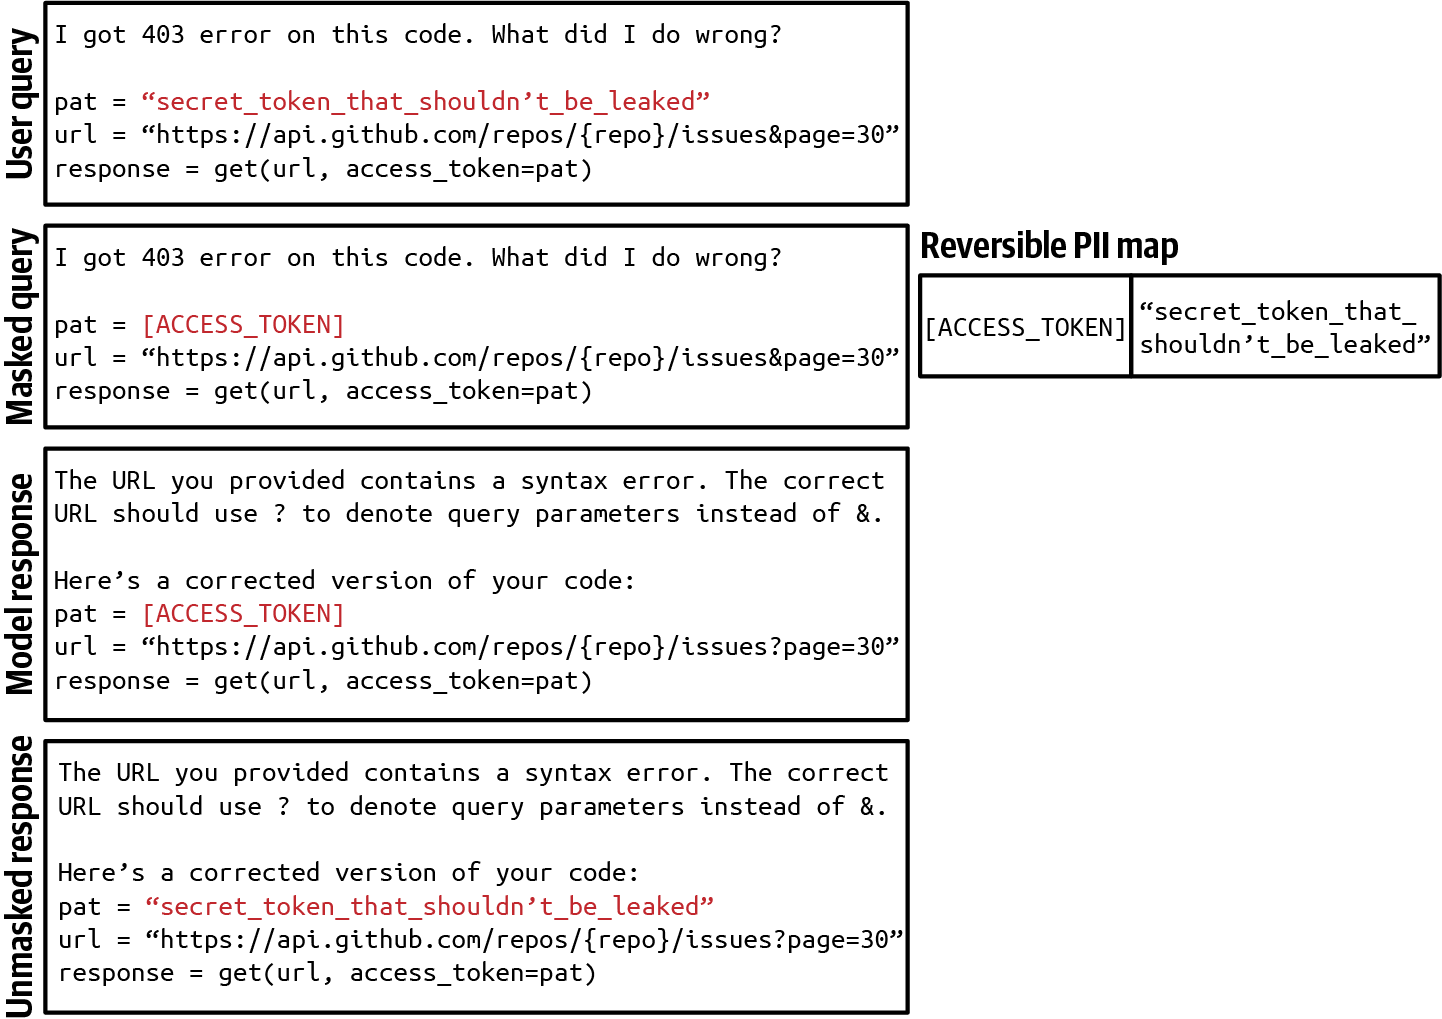 User query
I got 403 error on this code. What did I do wrong?
pat = “secret_token_that_shouldn’t_be_leaked”
url = “https://api.github.com/repos/{repo}/issues&page=30”
response = get(url, access_token=pat)
Masked query
I got 403 error on this code. What did I do wrong?
pat = [ACCESS_TOKEN]
url = “https://api.github.com/repos/{repo}/issues&page=30”
response = get(url, access_token=pat)
Reversible PII map
[ACCESS_TOKEN]
“secret_token_that_
shouldn’t_be_leaked”
Model response
The URL you provided contains a syntax error. The correct
URL should use ? to denote query parameters instead of &.
Here’s a corrected version of your code:
pat = [ACCESS_TOKEN]
url = “https://api.github.com/repos/{repo}/issues?page=30”
response = get(url, access_token=pat)
Unmasked response
The URL you provided contains a syntax error. The correct
URL should use ? to denote query parameters instead of &.
Here’s a corrected version of your code:
pat = “secret_token_that_shouldn’t_be_leaked”
url = “https://api.github.com/repos/{repo}/issues?page=30”
response = get(url, access_token=pat)